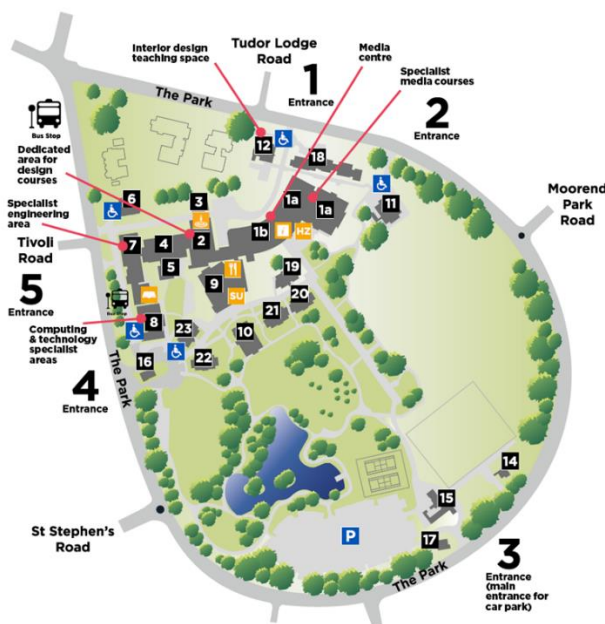 Interior design
teaching space
Tudor Lodge
Road
1
Entrance
Media
centre
Specialist
media courses
2
Entrance
The Park
Bus Stop
Dedicated
area for
design
courses
Specialist
engineering
area
Tivoli
Road
5
Entrance
Computing
& technology
specialist
areas
4
Entrance
The Park
St Stephen's
Road
Moorend
Park
Road
12
18
6
3
1a
1a
11
2
1b
i
HZ
7
4
5
9
SU
19
20
21
8
23
10
16
22
14
15
17
P
The Park
3
Entrance
(main
entrance for
car park)